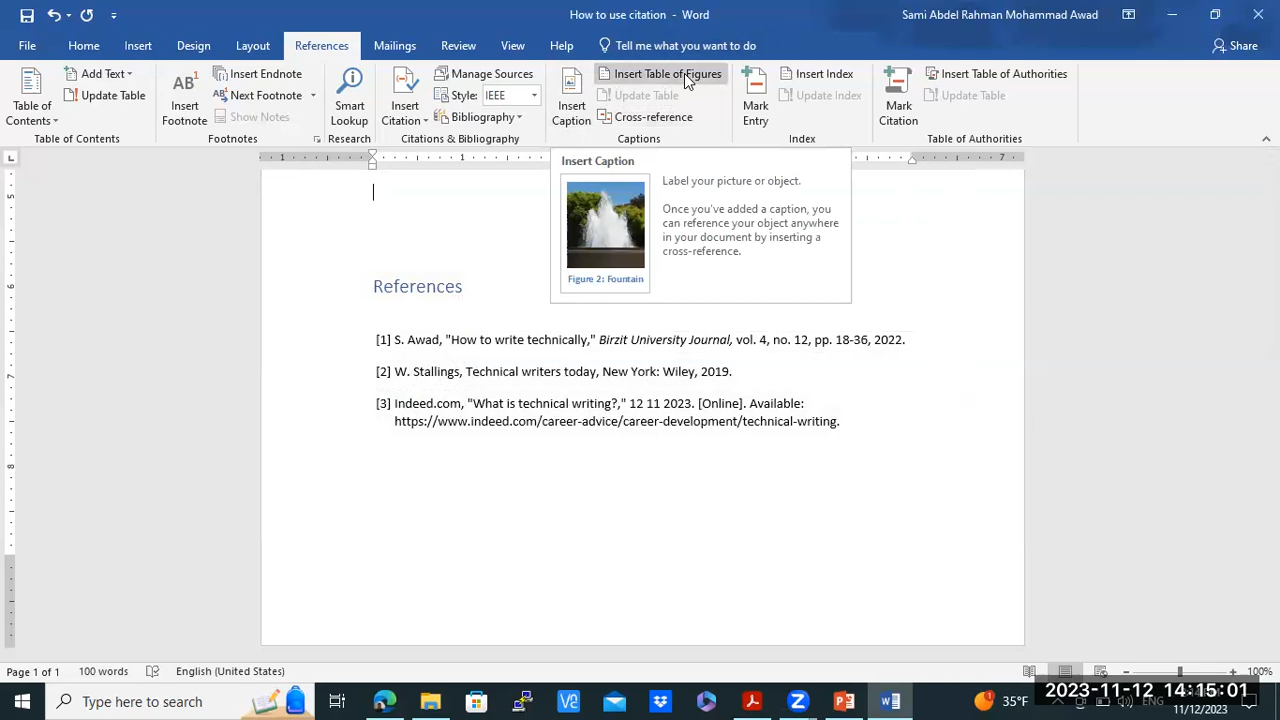 How to use citation - Word
Sami Abdel Rahman Mohammad Awad
File Home Insert Design Layout References Mailings Review View Help Tell me what you want to do Share
Table of Contents
Add Text
Update Table
Table of Contents
AB1
Insert Footnote
Insert Endnote
Next Footnote
Show Notes
Footnotes
Smart Lookup
Research
Insert Citation
Manage Sources
Style: IEEE
Bibliography
Citations & Bibliography
Insert Caption
Insert Table of Figures
Update Table
Cross-reference
Captions
Mark Entry
Insert Index
Update Index
Index
Mark Citation
Insert Table of Authorities
Update Table
Table of Authorities
1 1 7
Insert Caption
Label your picture or object.
Once you've added a caption, you
can reference your object anywhere
in your document by inserting a
cross-reference.
Figure 2: Fountain
References
[1] S. Awad, "How to write technically," Birzit University Journal, vol. 4, no. 12, pp. 18-36, 2022.
[2] W. Stallings, Technical writers today, New York: Wiley, 2019.
[3] Indeed.com, "What is technical writing?," 12 11 2023. [Online]. Available:
https://www.indeed.com/career-advice/career-development/technical-writing.
5
6
7
8
Page 1 of 1 100 words English (United States) 100%
Type here to search
35°F
ENG
2023-11-12 14:15:01
11/12/2023